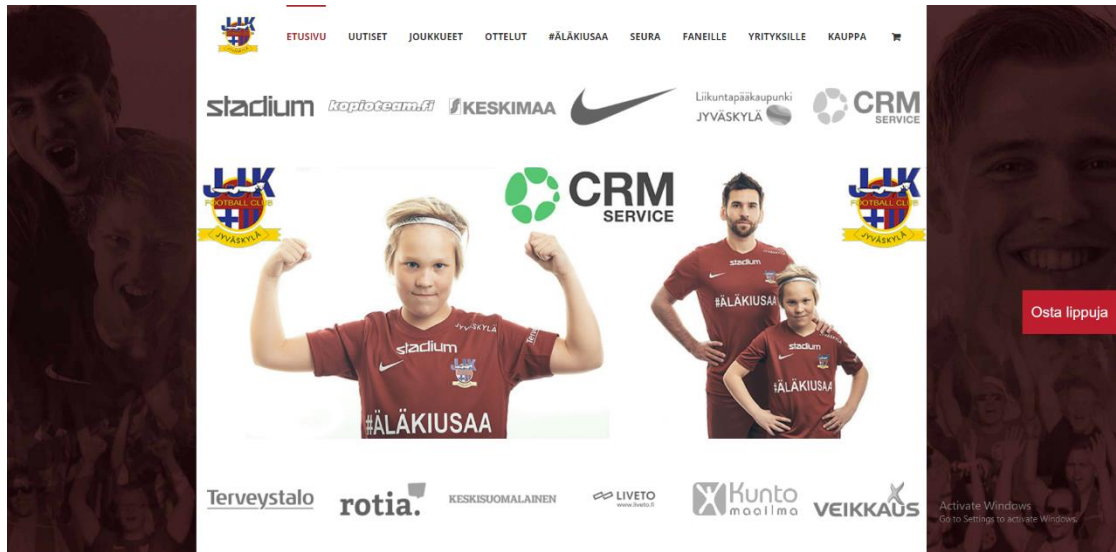 JJK
ETUSIVU UUTISET JOUKKUEET OTTELUT #ÄLÄKIUSAA SEURA FANEILLE YRITYKSILLE KAUPPA
stadium kopioteam.fi KESKIMAA Liikuntapääkaupunki
JYVÄSKYLÄ CRM
SERVICE
JJK
FOOTBALL CLUB
JYVÄSKYLÄ
CRM
SERVICE
JJK
FOOTBALL CLUB
JYVÄSKYLÄ
JYVÄSKYLÄ
stadium
JJK
#ÄLÄKIUSAA
stadium
#ÄLÄKIUSAA
stadium
#ÄLÄKIUSAA
Osta lippuja
Terveystalo rotia. KESKISUOMALAINEN LIVETO
www.liveto.fi
Kunto
maailma VEIKKAUS
Activate Windows
Go to Settings to activate Windows.